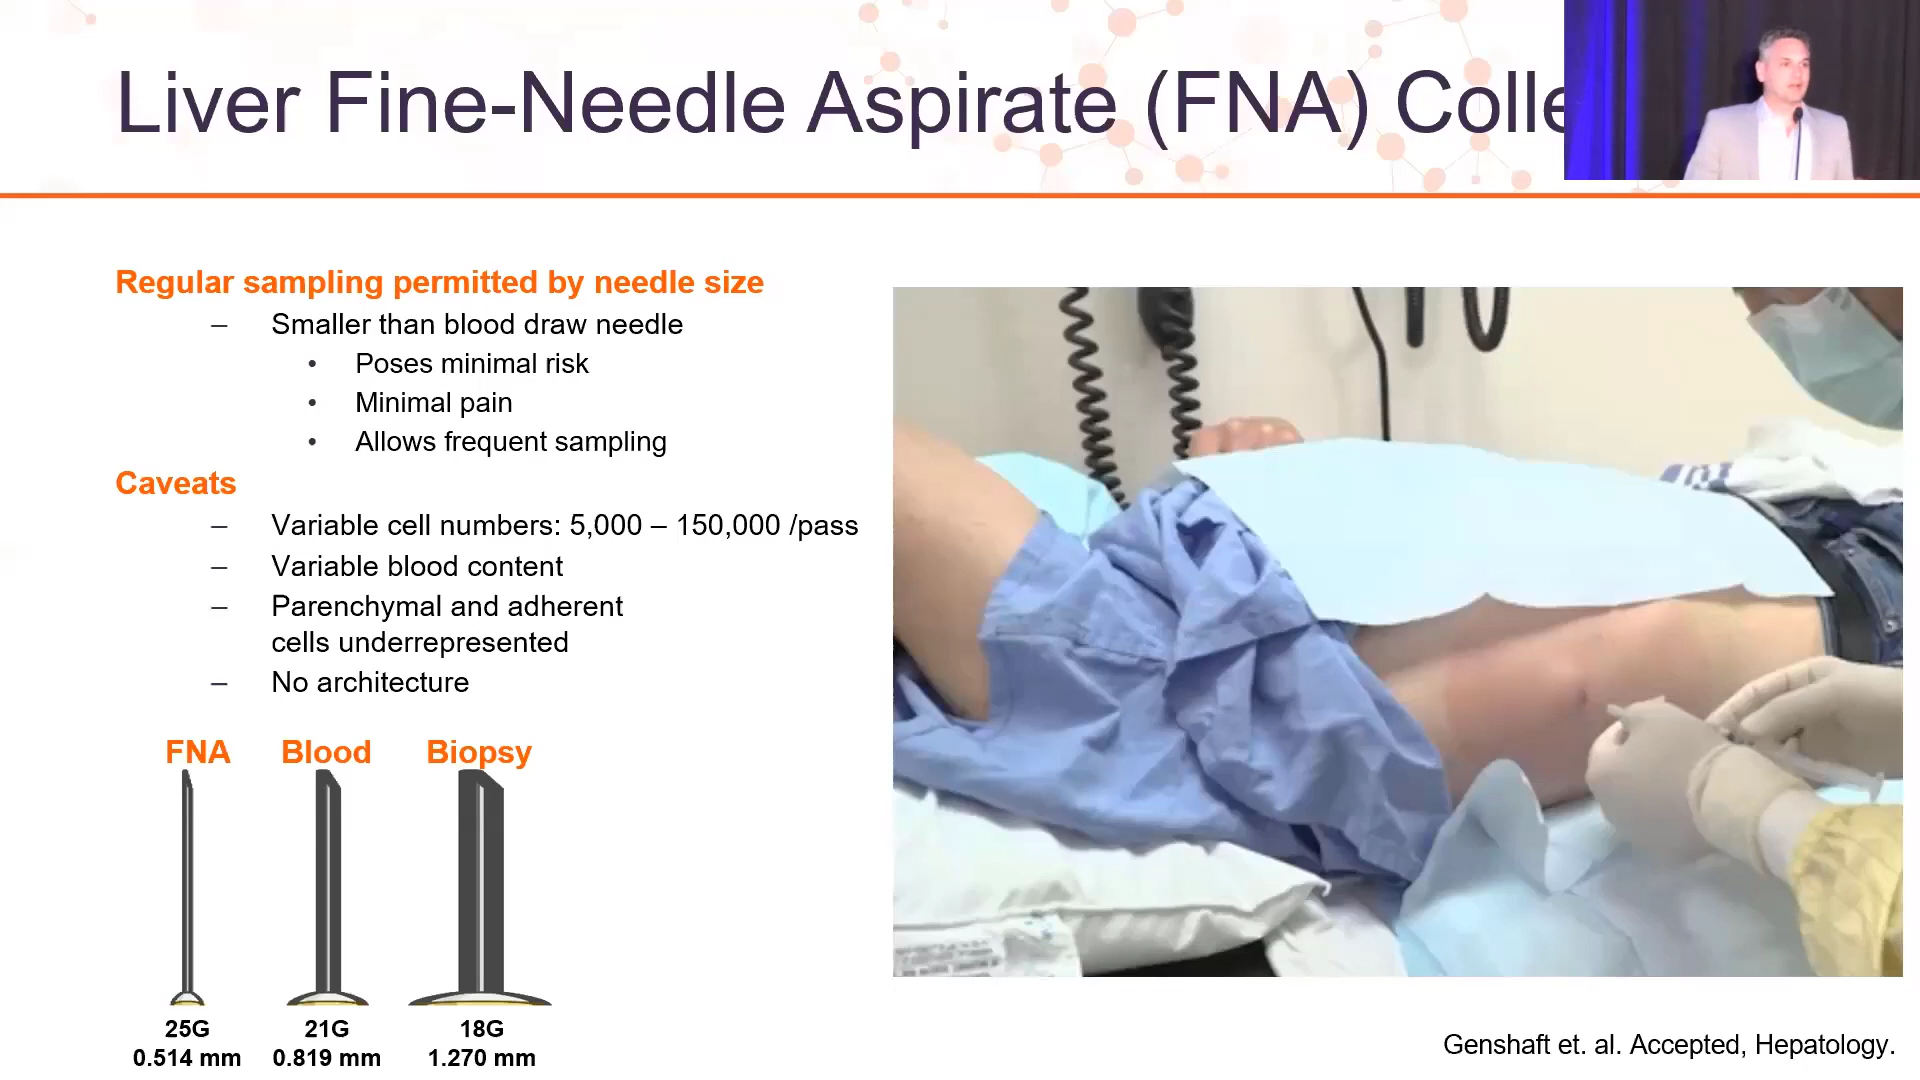 Liver Fine-Needle Aspirate (FNA) Colle
Regular sampling permitted by needle size
– Smaller than blood draw needle
• Poses minimal risk
• Minimal pain
• Allows frequent sampling
Caveats
– Variable cell numbers: 5,000 – 150,000 /pass
– Variable blood content
– Parenchymal and adherent
cells underrepresented
– No architecture
FNA Blood Biopsy
25G 21G 18G
0.514 mm 0.819 mm 1.270 mm
Genshaft et. al. Accepted, Hepatology.